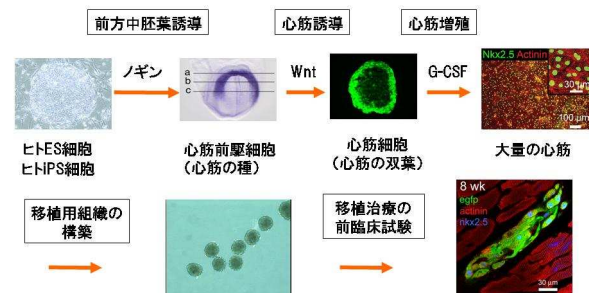 前方中胚葉誘導
心筋誘導
心筋増殖
ノギン
Wnt
G-CSF
a
b
c
Nkx2.5 Actinin
30 μm
100 μm
ヒトES細胞
ヒトiPS細胞
心筋前駆細胞
(心筋の種)
心筋細胞
(心筋の双葉)
大量の心筋
移植用組織の
構築
移植治療の
前臨床試験
8 wk
egfp
actinin
nkx2.5
30 μm